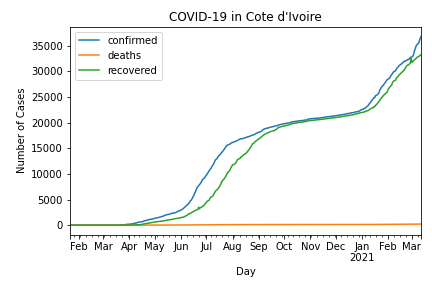 COVID-19 in Cote d'Ivoire
confirmed
deaths
recovered
Number of Cases
35000
30000
25000
20000
15000
10000
5000
0
Feb Mar Apr May Jun Jul Aug Sep Oct Nov Dec Jan Feb Mar
2021
Day